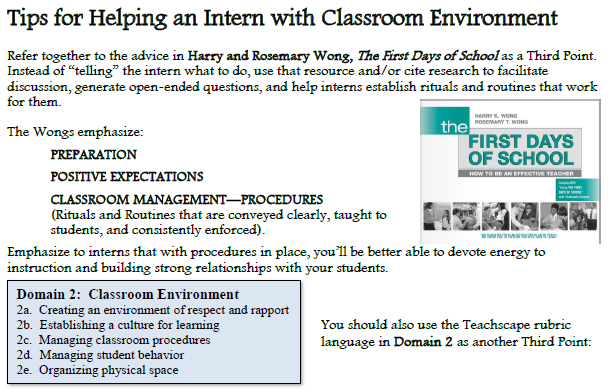 Tips for Helping an Intern with Classroom Environment
Refer together to the advice in Harry and Rosemary Wong, The First Days of School as a Third Point.
Instead of “telling” the intern what to do, use that resource and/or cite research to facilitate
discussion, generate open-ended questions, and help interns establish rituals and routines that work
for them.
The Wongs emphasize:
PREPARATION
POSITIVE EXPECTATIONS
CLASSROOM MANAGEMENT—PROCEDURES
(Rituals and Routines that are conveyed clearly, taught to
students, and consistently enforced).
HARRY K. WONG
ROSEMARY T. WONG
the FIRST DAYS
OF SCHOOL
HOW TO BE AN EFFECTIVE TEACHER
Emphasize to interns that with procedures in place, you’ll be better able to devote energy to
instruction and building strong relationships with your students.
Domain 2: Classroom Environment
2a. Creating an environment of respect and rapport
2b. Establishing a culture for learning
2c. Managing classroom procedures
2d. Managing student behavior
2e. Organizing physical space
You should also use the Teachscape rubric
language in Domain 2 as another Third Point: